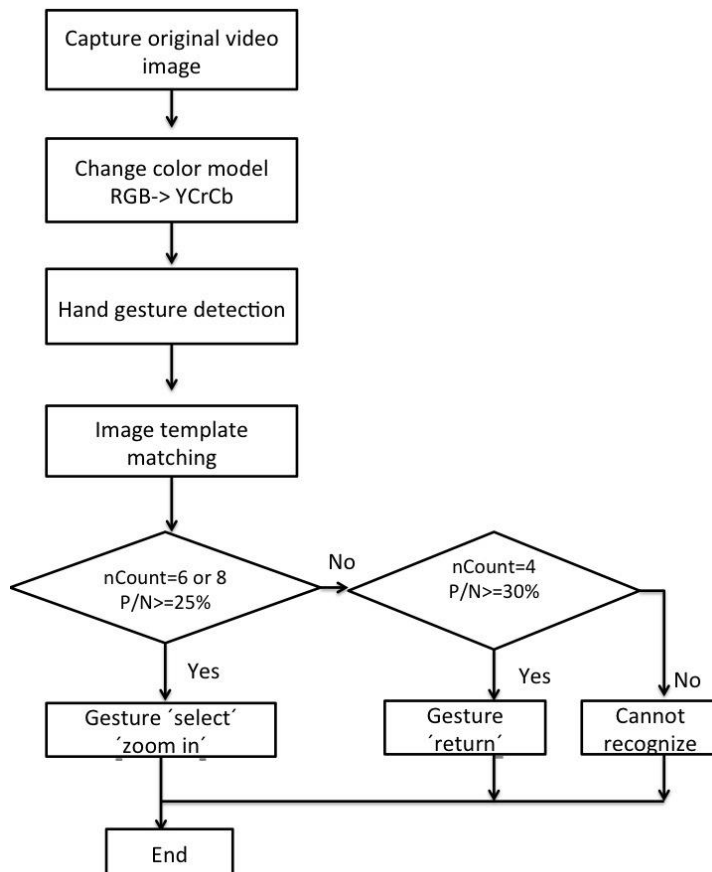 Capture original video
image
Change color model
RGB-> YCrCb
Hand gesture detection
Image template
matching
nCount=6 or 8
P/N>=25%
No
nCount=4
P/N>=30%
Yes
Yes
No
Gesture ´select´
´zoom in´
Gesture
´return´
Cannot
recognize
End